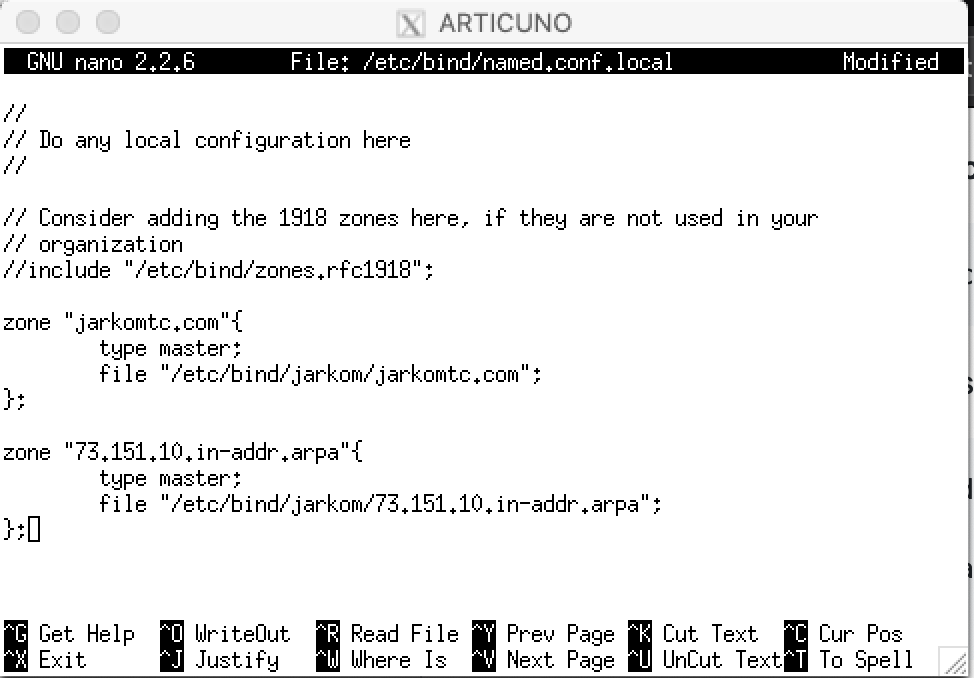 ARTICUNO
GNU nano 2.2.6 File: /etc/bind/named.conf.local Modified
//
// Do any local configuration here
//
// Consider adding the 1918 zones here, if they are not used in your
// organization
//include "/etc/bind/zones.rfc1918";
zone "jarkomtc.com"{
type master;
file "/etc/bind/jarkom/jarkomtc.com";
};
zone "73.151.10.in-addr.arpa"{
type master;
file "/etc/bind/jarkom/73.151.10.in-addr.arpa";
};
^G Get Help ^O WriteOut ^R Read File ^Y Prev Page ^K Cut Text ^C Cur Pos
^X Exit ^J Justify ^W Where Is ^V Next Page ^U UnCut Text ^T To Spell